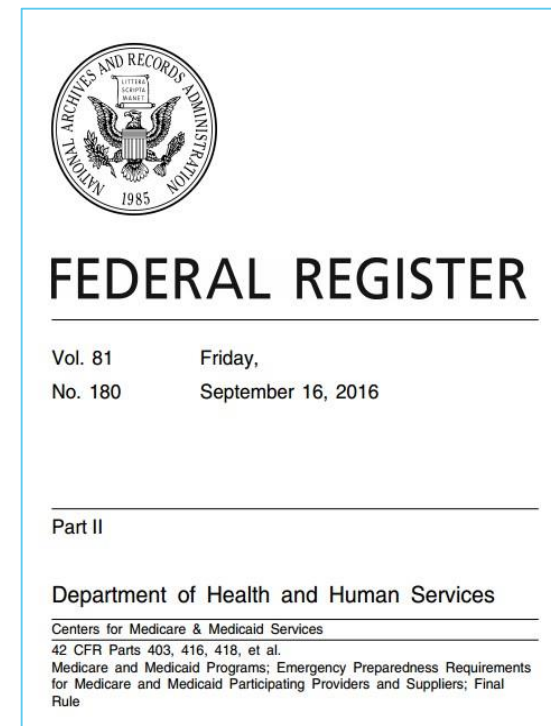 NATIONAL ARCHIVES AND RECORDS ADMINISTRATION
LITTERA
SCRIPTA
MANET
1985
FEDERAL REGISTER
Vol. 81 Friday,
No. 180 September 16, 2016
Part II
Department of Health and Human Services
Centers for Medicare & Medicaid Services
42 CFR Parts 403, 416, 418, et al.
Medicare and Medicaid Programs; Emergency Preparedness Requirements
for Medicare and Medicaid Participating Providers and Suppliers; Final
Rule